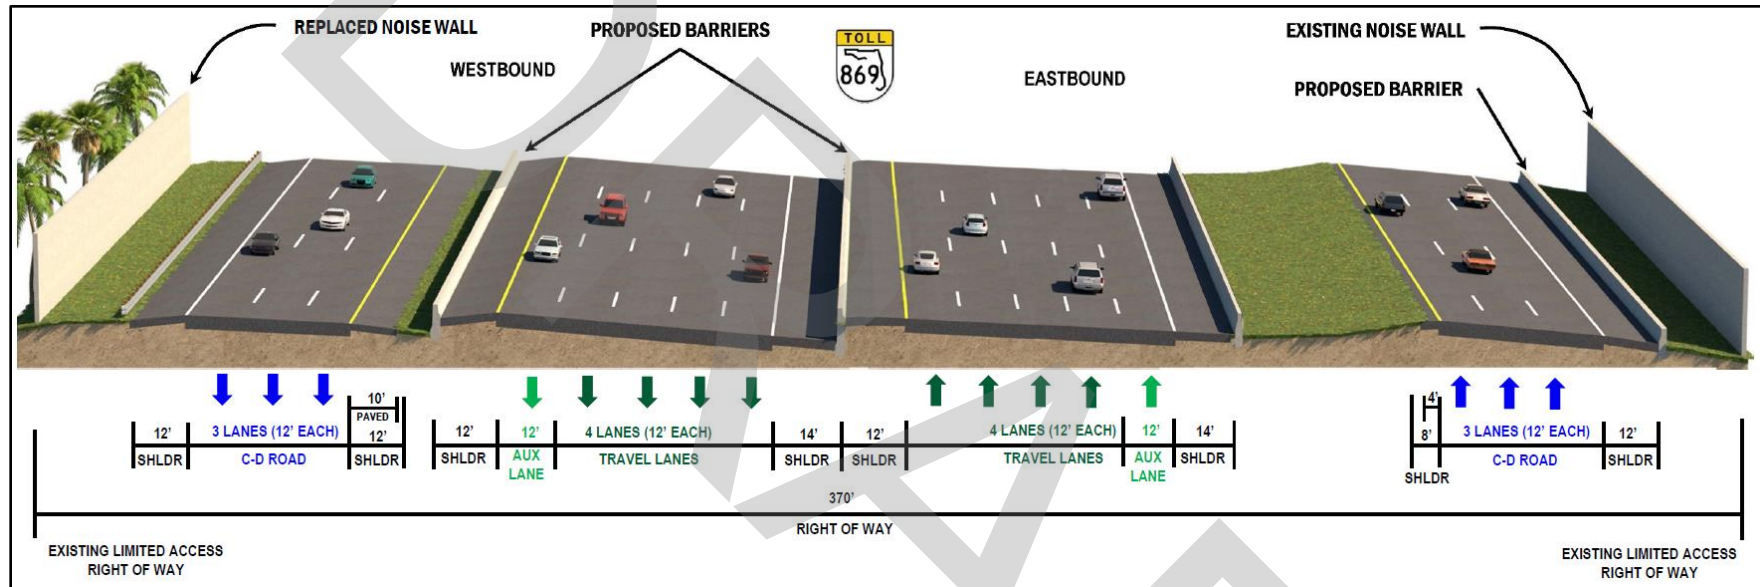 REPLACED NOISE WALL
PROPOSED BARRIERS
TOLL
869
EXISTING NOISE WALL
WESTBOUND
EASTBOUND
PROPOSED BARRIER
10'
PAVED
4'
12'
3 LANES (12' EACH)
12'
12'
12'
4 LANES (12' EACH)
14'
12'
4 LANES (12' EACH)
12'
14'
8'
3 LANES (12' EACH)
12'
SHLDR
C-D ROAD
SHLDR
SHLDR
AUX
LANE
TRAVEL LANES
SHLDR
SHLDR
TRAVEL LANES
AUX
LANE
SHLDR
SHLDR
C-D ROAD
SHLDR
370'
RIGHT OF WAY
EXISTING LIMITED ACCESS
RIGHT OF WAY
EXISTING LIMITED ACCESS
RIGHT OF WAY